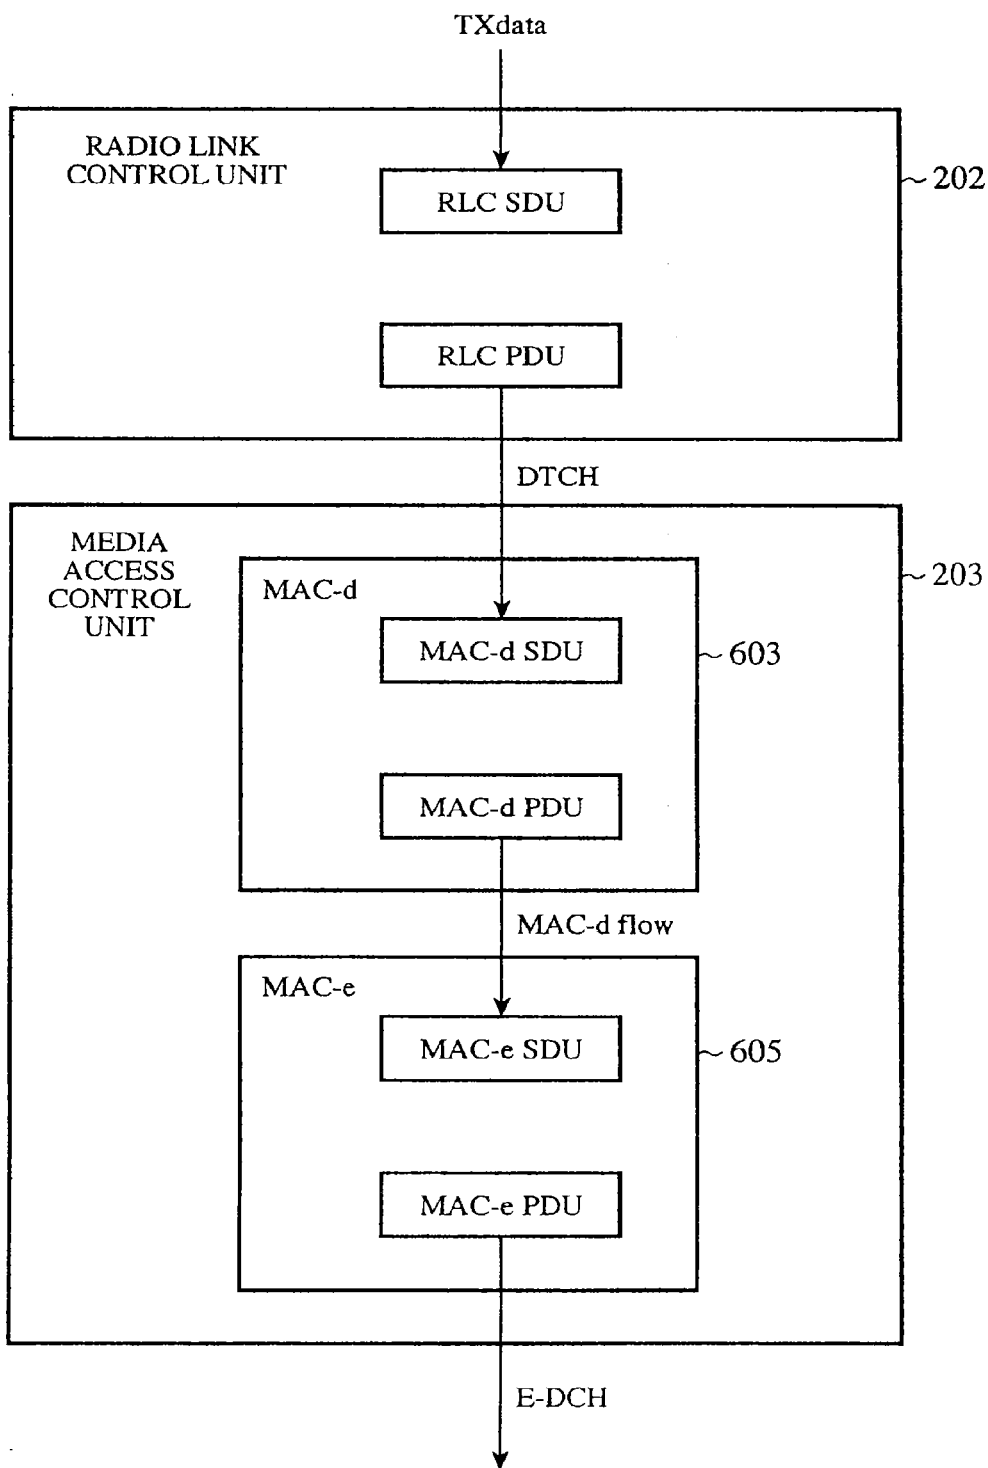 TXdata
RADIO LINK
CONTROL UNIT
202
RLC SDU
RLC PDU
DTCH
MEDIA
ACCESS
CONTROL
UNIT
203
MAC-d
MAC-d SDU
603
MAC-d PDU
MAC-d flow
MAC-e
MAC-e SDU
605
MAC-e PDU
E-DCH